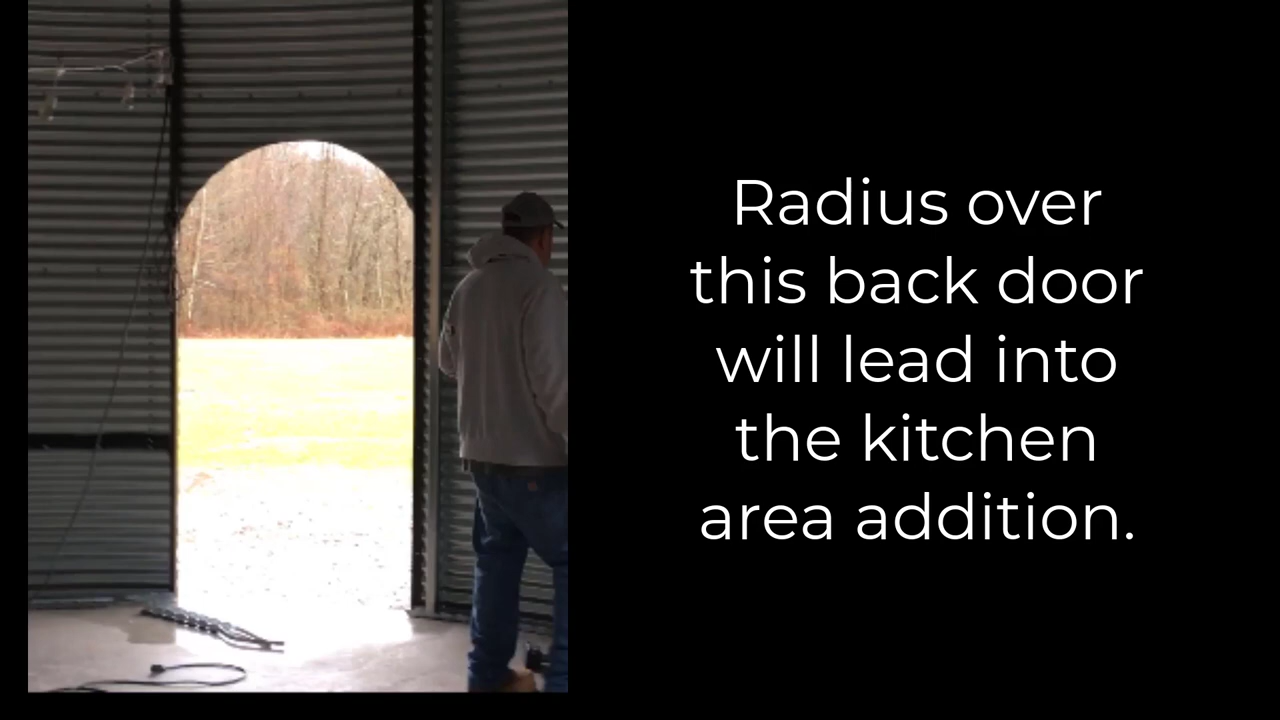 Radius over
this back door
will lead into
the kitchen
area addition.